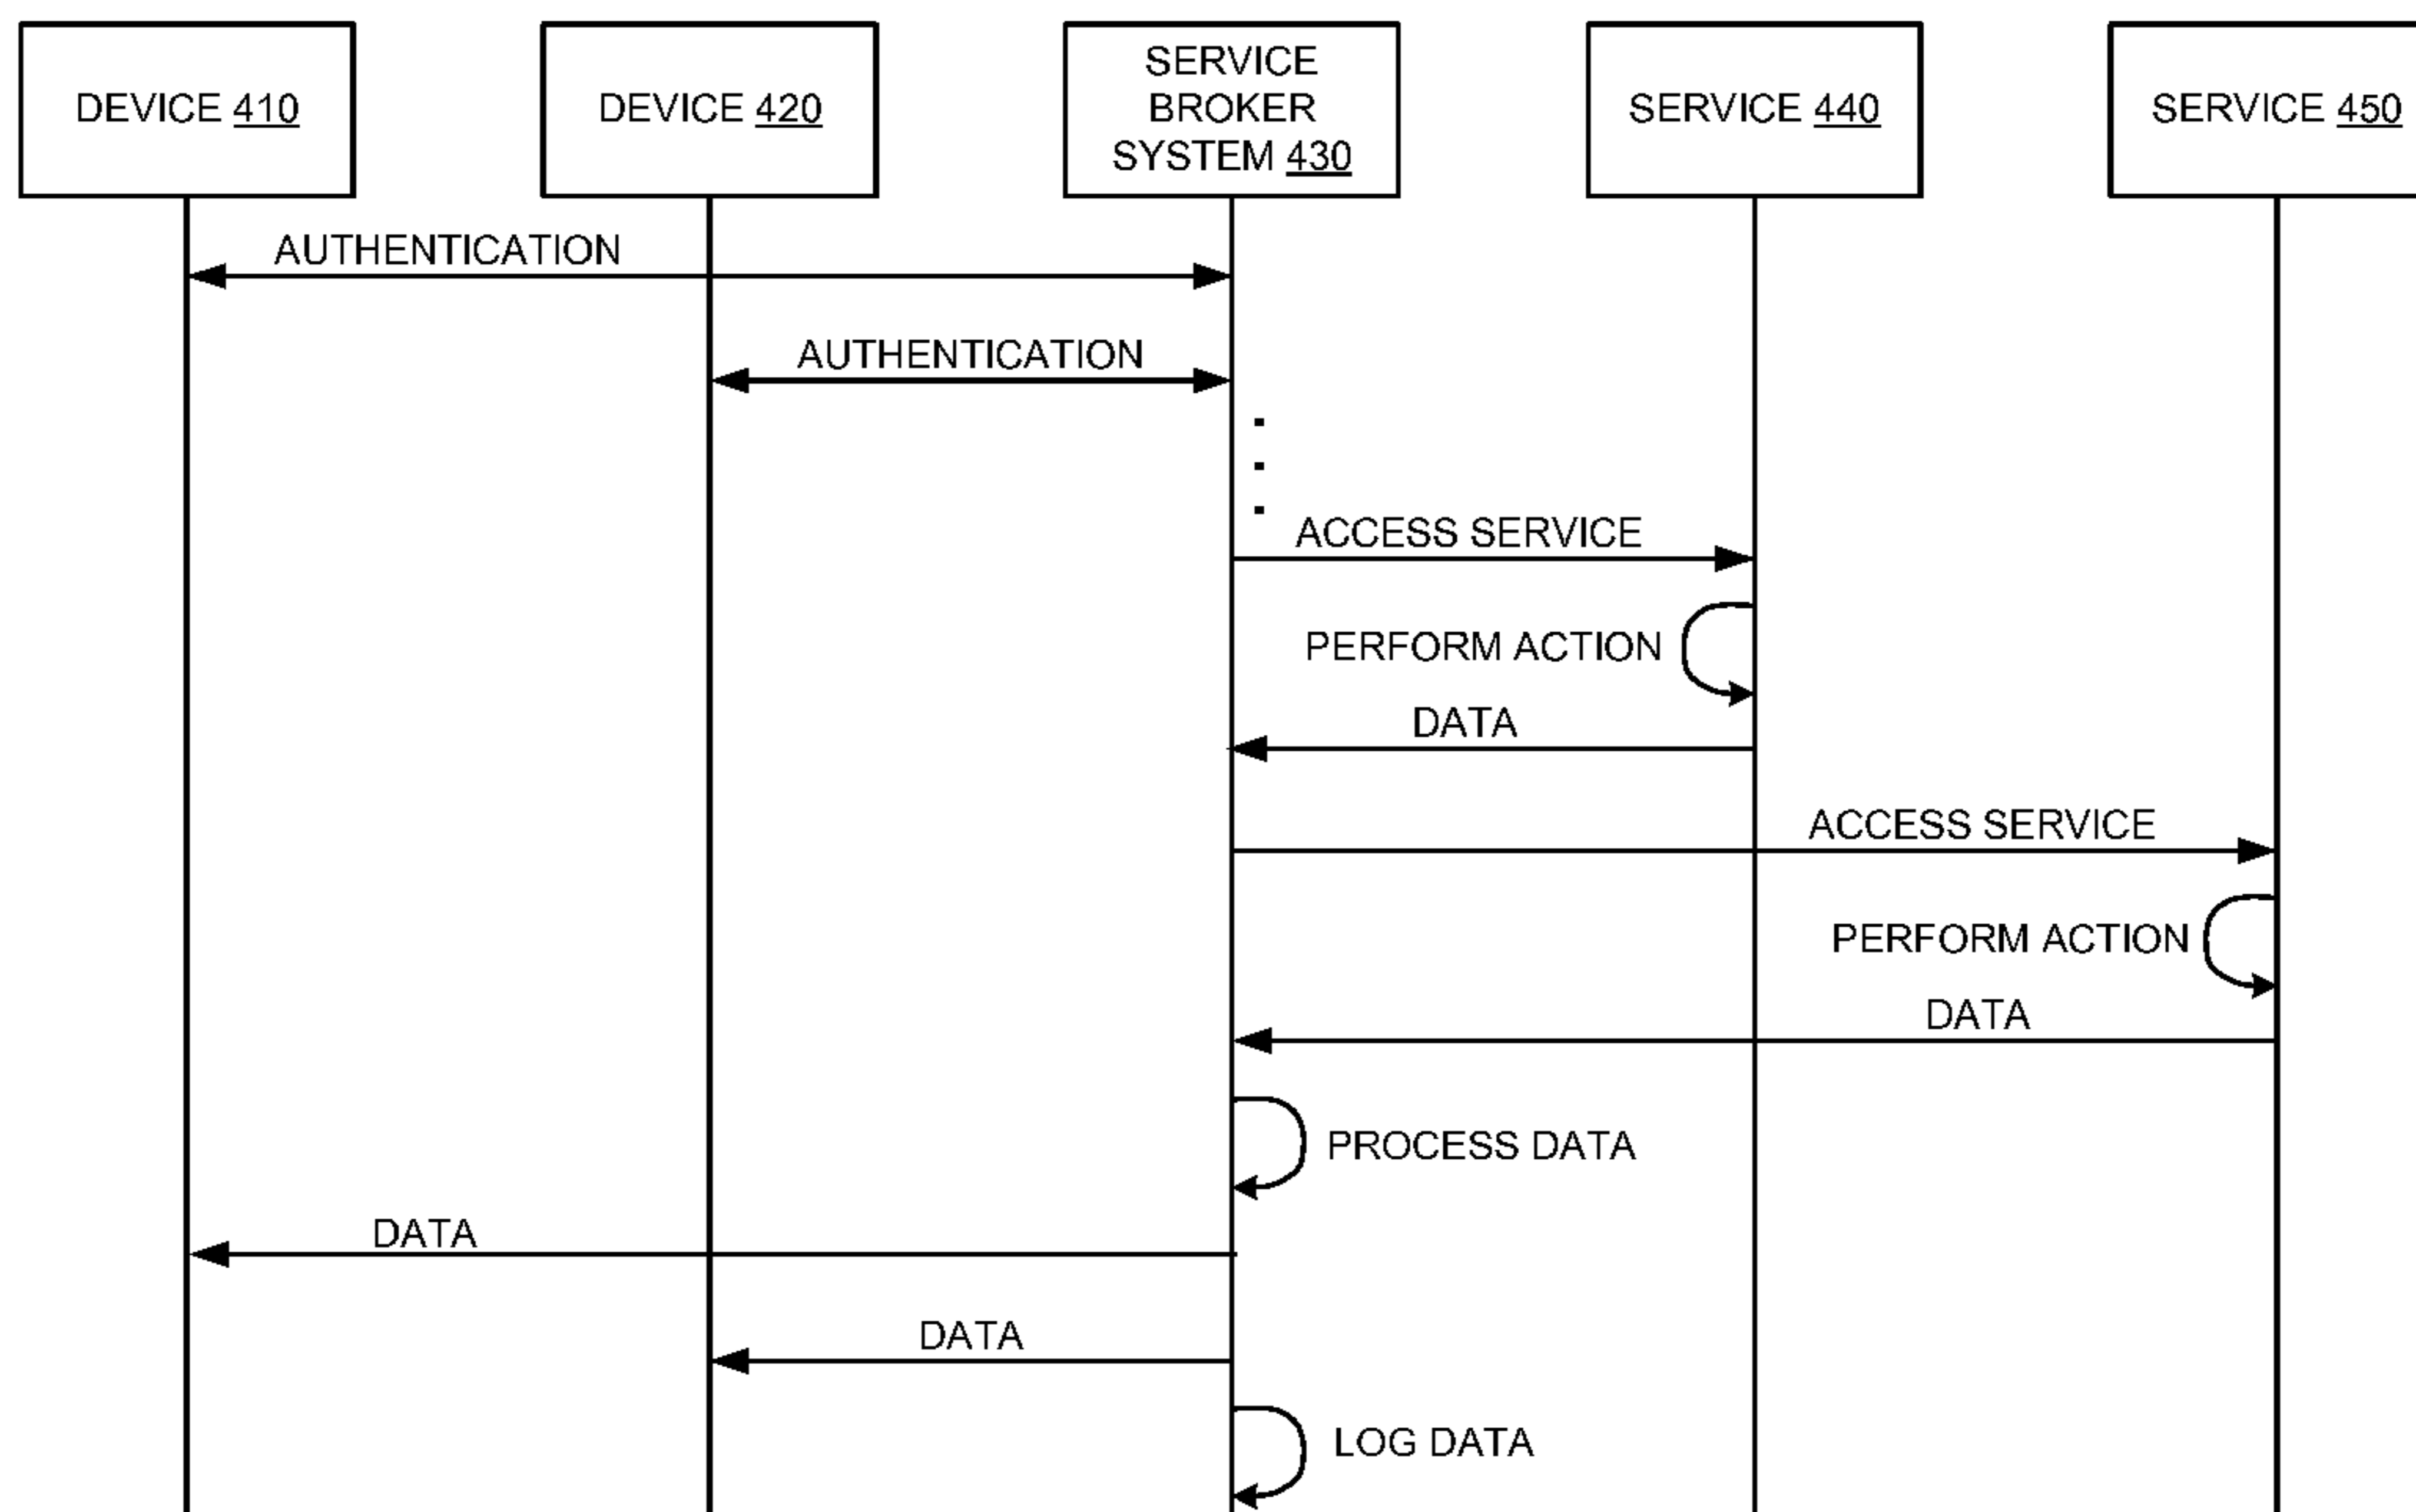 DEVICE 410
DEVICE 420
SERVICE
BROKER
SYSTEM 430
SERVICE 440
SERVICE 450
AUTHENTICATION
AUTHENTICATION
ACCESS SERVICE
PERFORM ACTION
DATA
ACCESS SERVICE
PERFORM ACTION
DATA
PROCESS DATA
DATA
DATA
LOG DATA